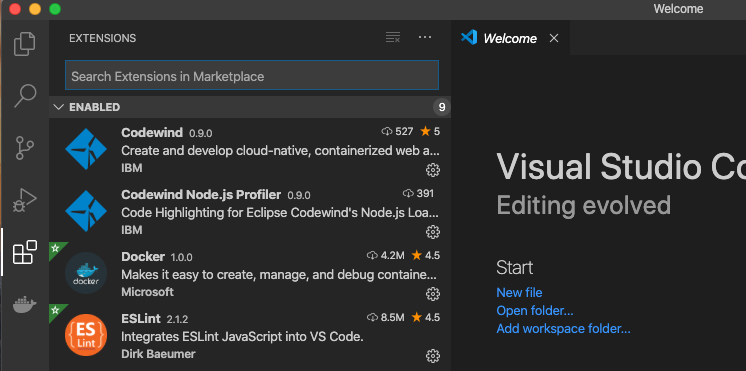 Welcome
EXTENSIONS
Welcome
Search Extensions in Marketplace
ENABLED 9
Codewind 0.9.0 527 ★ 5
Create and develop cloud-native, containerized web a...
IBM
Codewind Node.js Profiler 0.9.0 391
Code Highlighting for Eclipse Codewind's Node.js Loa...
IBM
Docker 1.0.0 4.2M ★ 4.5
Makes it easy to create, manage, and debug containe...
Microsoft
docker
ESLint 2.1.2 8.5M ★ 4.5
Integrates ESLint JavaScript into VS Code.
Dirk Baeumer
ES
Lint
Visual Studio Co
Editing evolved
Start
New file
Open folder...
Add workspace folder...